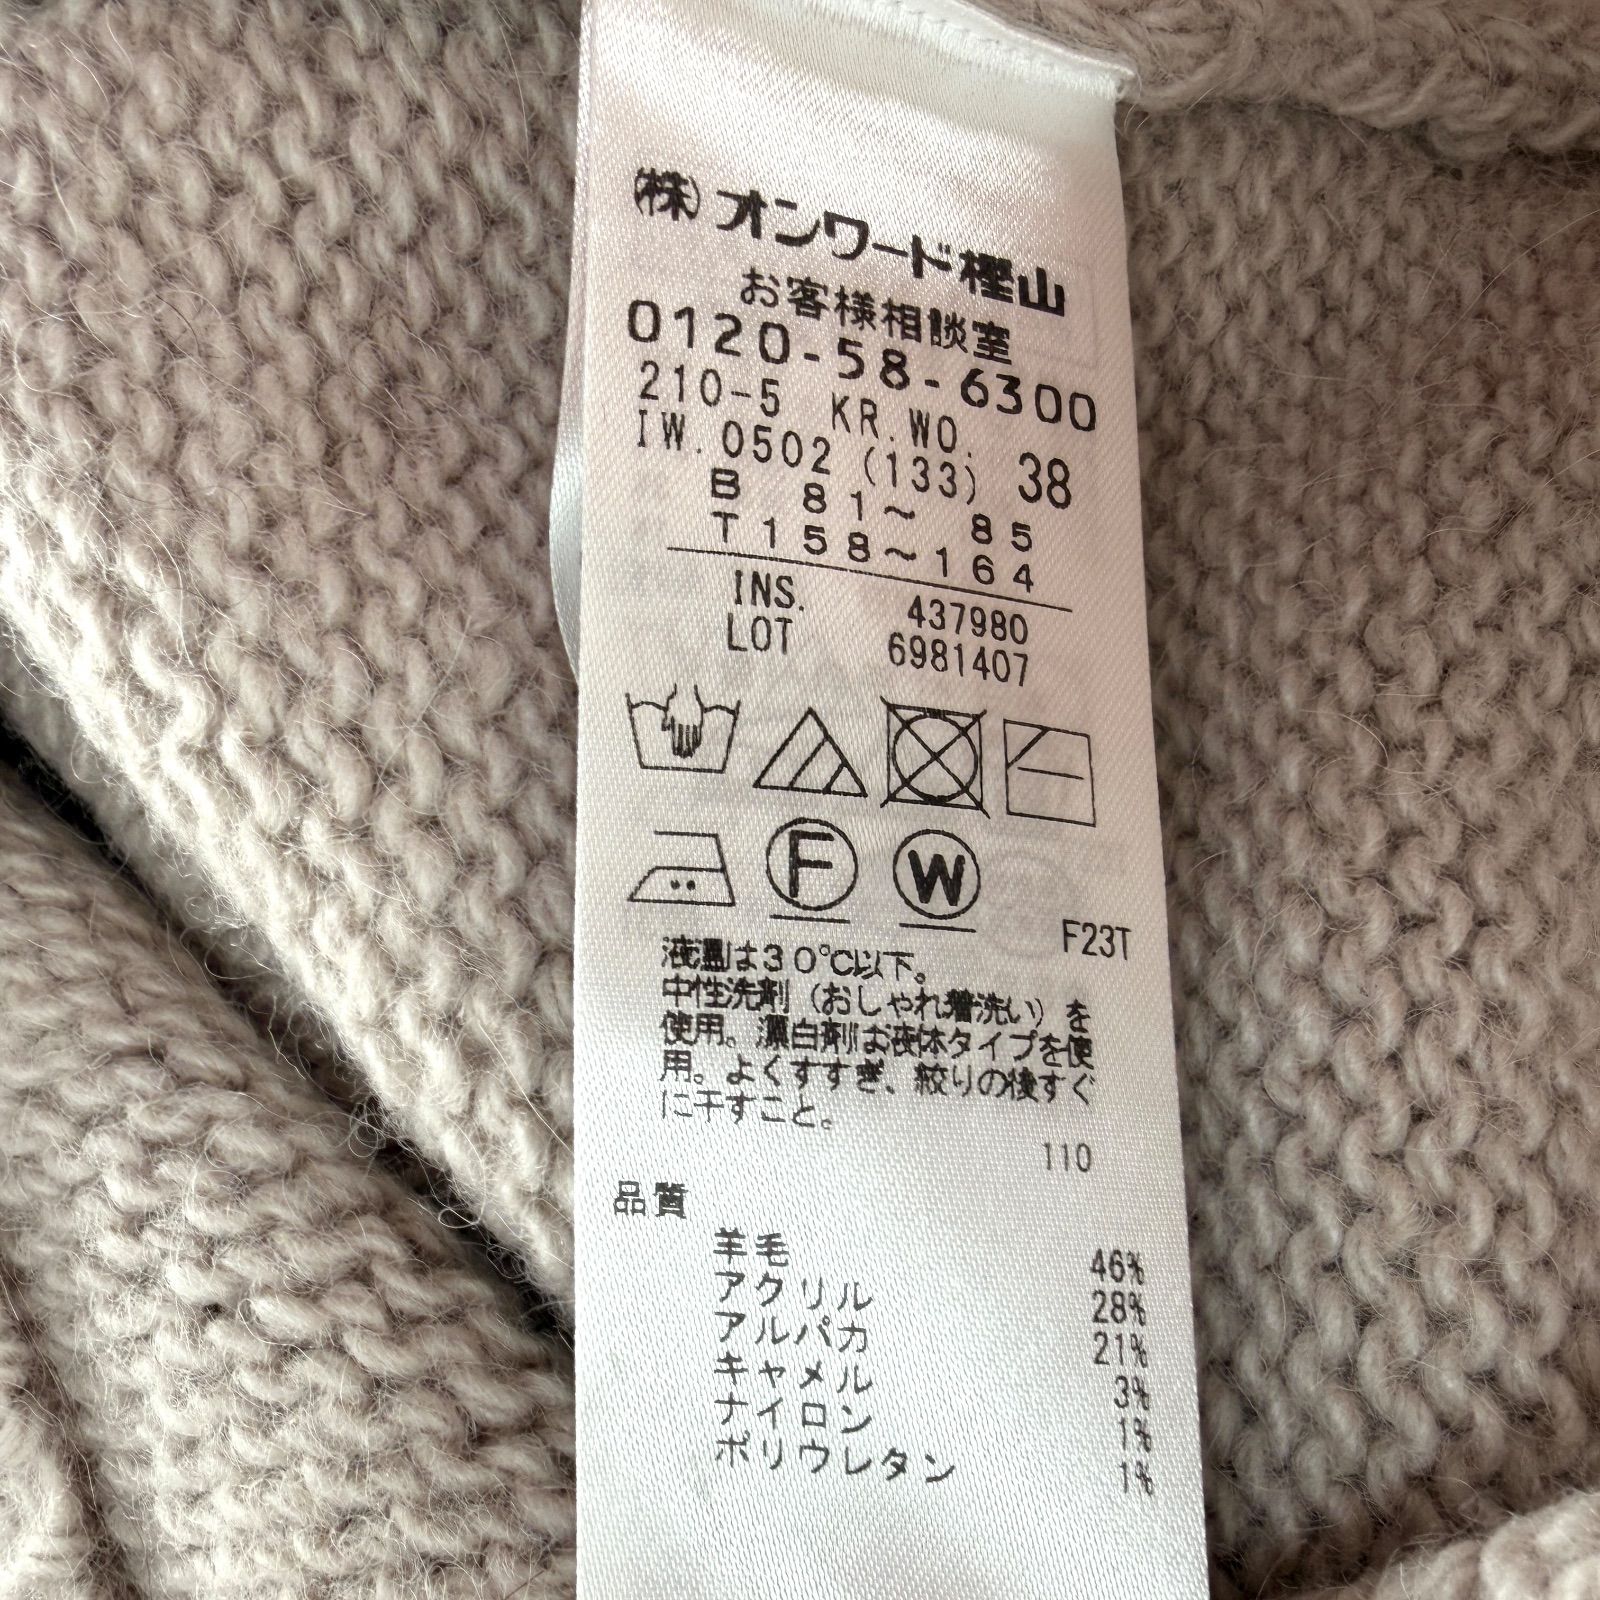 (株)オンワード樫山
お客様相談室
0120-58-6300
210-5 KR.WO.
IW.0502 (133) 38
B 81～ 85
T 158～164
INS. 437980
LOT 6981407
F W
F23T
液温は30℃以下。
中性洗剤（おしゃれ着洗い）を
使用。漂白剤は液体タイプを使
用。よくすすぎ、絞りの後すぐ
に干すこと。
110
品質
羊毛 46%
アクリル 28%
アルパカ 21%
キャメル 3%
ナイロン 1%
ポリウレタン 1%